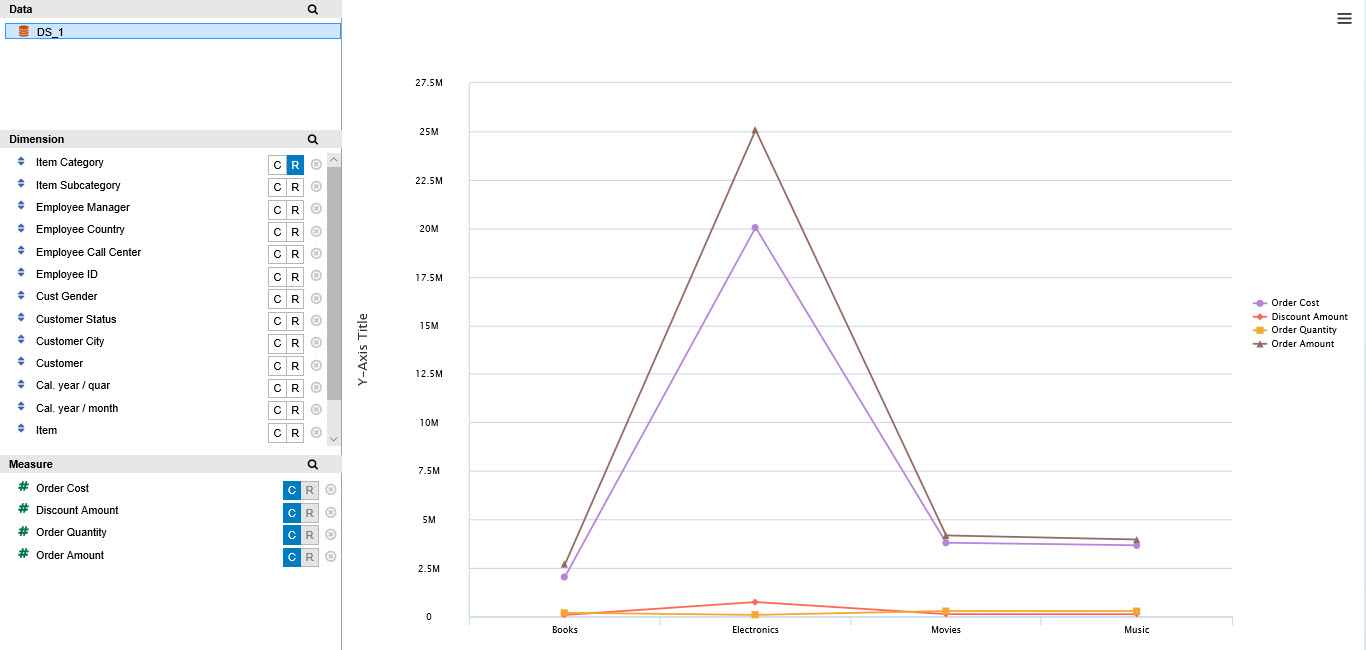 Data
DS_1
Dimension
Item Category C R
Item Subcategory C R
Employee Manager C R
Employee Country C R
Employee Call Center C R
Employee ID C R
Cust Gender C R
Customer Status C R
Customer City C R
Customer C R
Cal. year / quar C R
Cal. year / month C R
Item C R
Measure
# Order Cost C R
# Discount Amount C R
# Order Quantity C R
# Order Amount C R
Y-Axis Title
27.5M
25M
22.5M
20M
17.5M
15M
12.5M
10M
7.5M
5M
2.5M
0
Books Electronics Movies Music
Order Cost
Discount Amount
Order Quantity
Order Amount